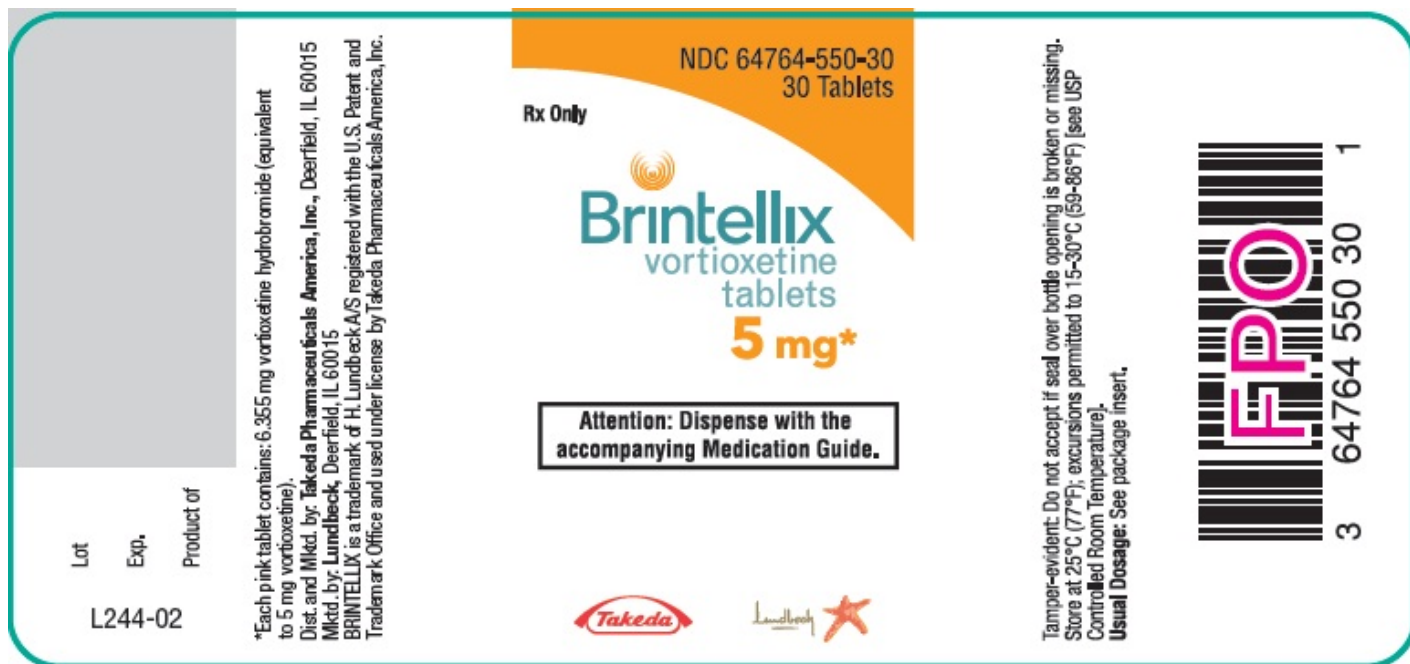 Lot
Exp.
Product of
L244-02
*Each pink tablet contains: 6.355 mg vortioxetine hydrobromide (equivalent
to 5 mg vortioxetine).
Dist. and Mktd. by: Takeda Pharmaceuticals America, Inc., Deerfield, IL 60015
Mktd. by: Lundbeck, Deerfield, IL 60015
BRINTELLIX is a trademark of H. Lundbeck A/S registered with the U.S. Patent and
Trademark Office and used under license by Takeda Pharmaceuticals America, Inc.
NDC 64764-550-30
30 Tablets
Rx Only
Brintellix
vortioxetine
tablets
5 mg*
Attention: Dispense with the
accompanying Medication Guide.
Takeda
Lundbeck
Tamper-evident: Do not accept if seal over bottle opening is broken or missing.
Store at 25°C (77°F); excursions permitted to 15-30°C (59-86°F) [see USP
Controlled Room Temperature].
Usual Dosage: See package insert.
FPO
3 64764 550 30 1